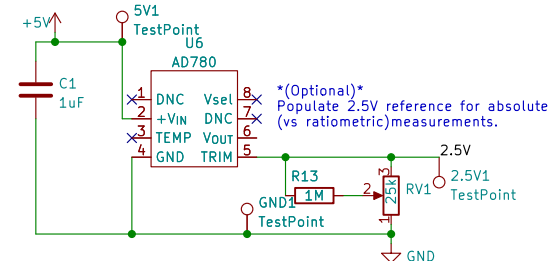 +5V
5V1
TestPoint
U6
AD780
C1
1uF
1 DNC Vsel 8
2 +VIN DNC 7
3 TEMP VOUT 6
4 GND TRIM 5
*(Optional)*
Populate 2.5V reference for absolute
(vs ratiometric)measurements.
2.5V
R13
1M
2
3
25k
1
RV1
2.5V1
TestPoint
GND1
TestPoint
GND